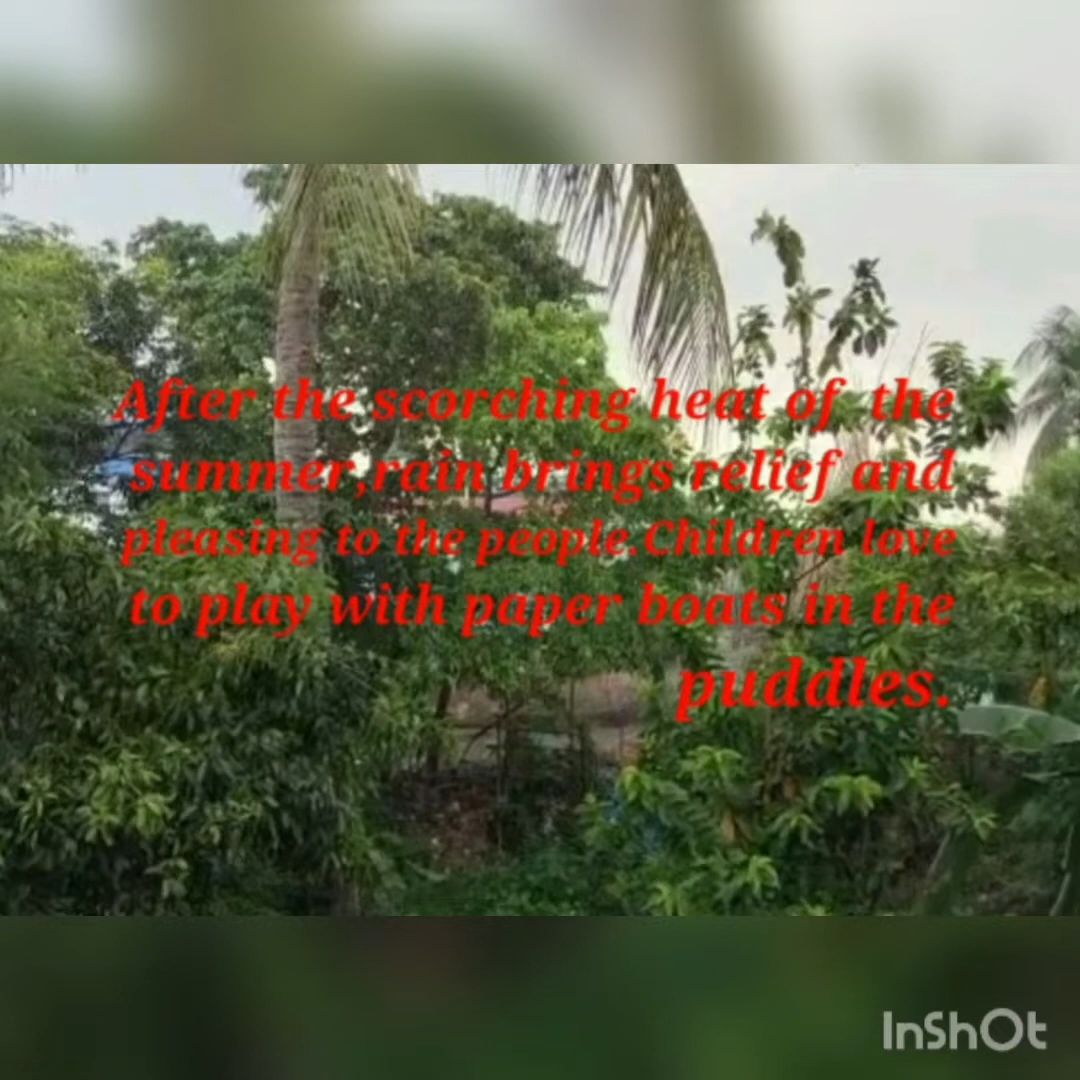 After the scorching heat of the
summer,rain brings relief and
pleasing to the people.Children love
to play with paper boats in the
puddles.
InShOt